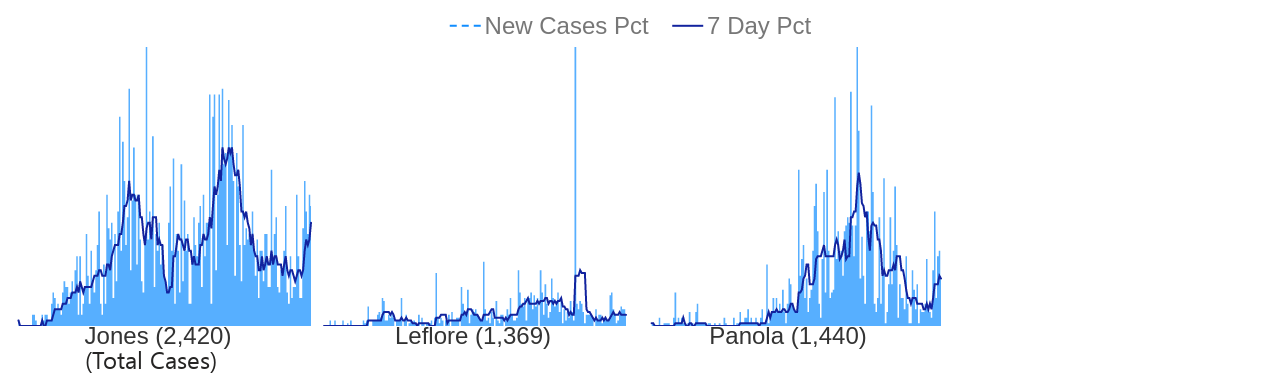 New Cases Pct 7 Day Pct
Jones (2,420) Leflore (1,369) Panola (1,440)
(Total Cases)